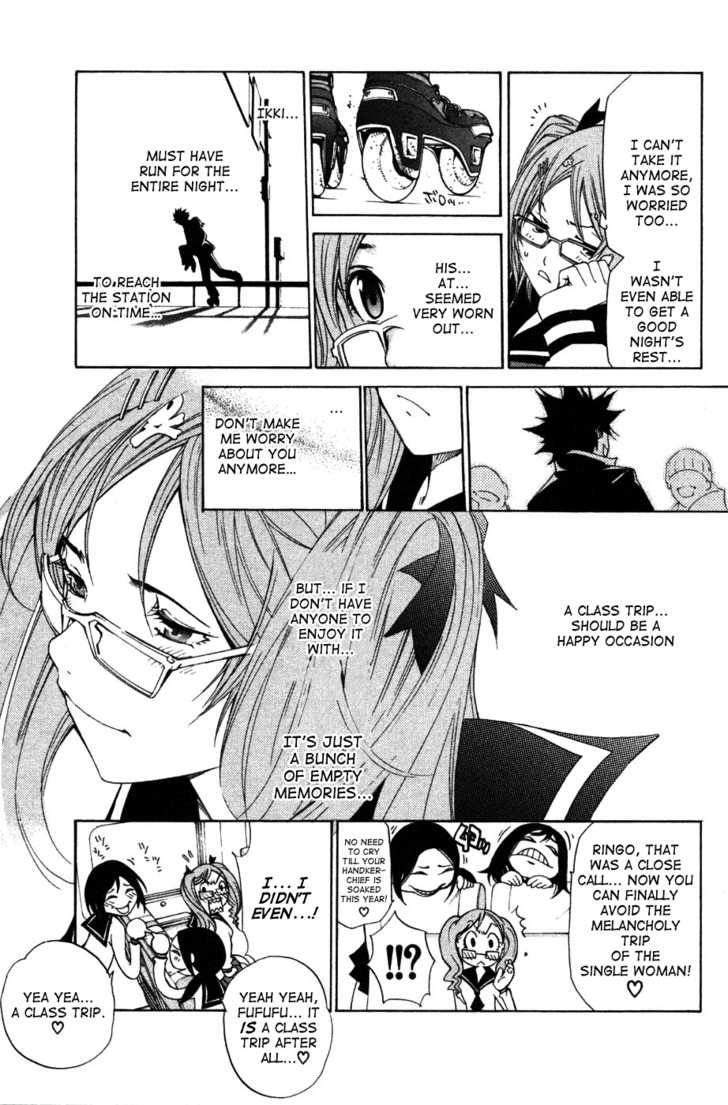 I CAN'T
TAKE IT
ANYMORE,
I WAS SO
WORRIED
TOO...
I
WASN'T
EVEN ABLE
TO GET A
GOOD
NIGHT'S
REST...
HIS...
AT...
SEEMED
VERY WORN
OUT...
IKKI...
MUST HAVE
RUN FOR THE
ENTIRE NIGHT...
TO REACH
THE STATION
ON TIME...
...
DON'T MAKE
ME WORRY
ABOUT YOU
ANYMORE...
A CLASS TRIP...
SHOULD BE A
HAPPY OCCASION
BUT... IF I
DON'T HAVE
ANYONE TO
ENJOY IT
WITH...
IT'S JUST
A BUNCH
OF EMPTY
MEMORIES...
RINGO, THAT
WAS A CLOSE
CALL... NOW YOU
CAN FINALLY
AVOID THE
MELANCHOLY
TRIP
OF THE
SINGLE WOMAN!
♡
NO NEED
TO CRY
TILL YOUR
HANDKER-
CHIEF IS
SOAKED
THIS YEAR!
♡
!!?
I... I
DIDN'T
EVEN...!
YEAH YEAH,
FUFUFU... IT
IS A CLASS
TRIP AFTER
ALL...♡
YEA YEA...
A CLASS TRIP.
♡